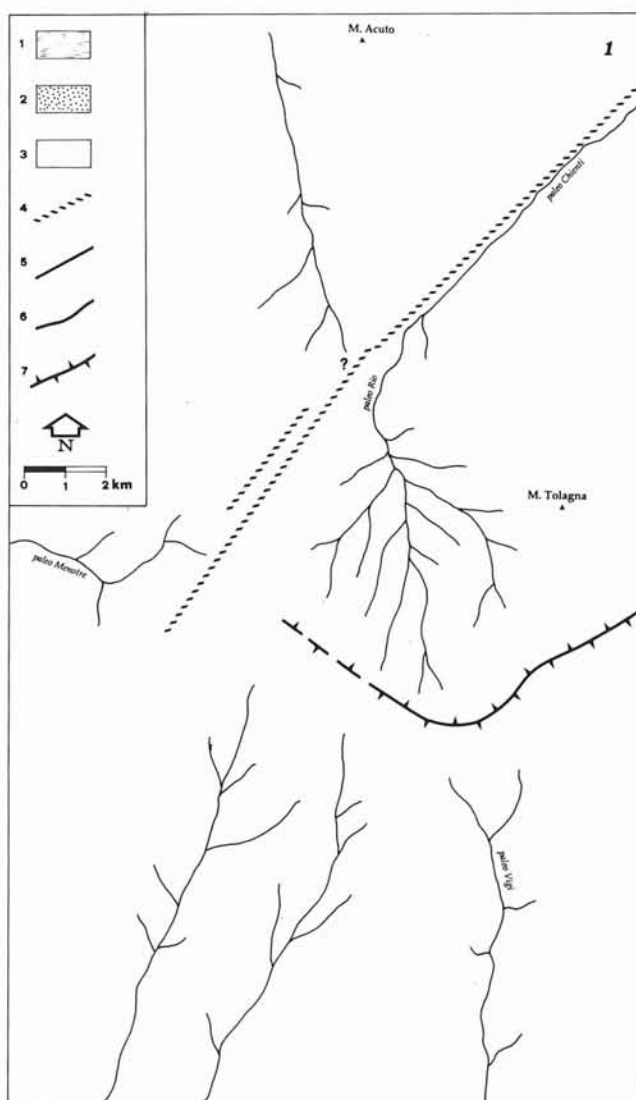 M. Acuto
1
1
2
3
4
5
6
7
N
0 1 2 km
paleo Chienti
?
paleo Rio
M. Tolagna
paleo Menotre
paleo Vigi